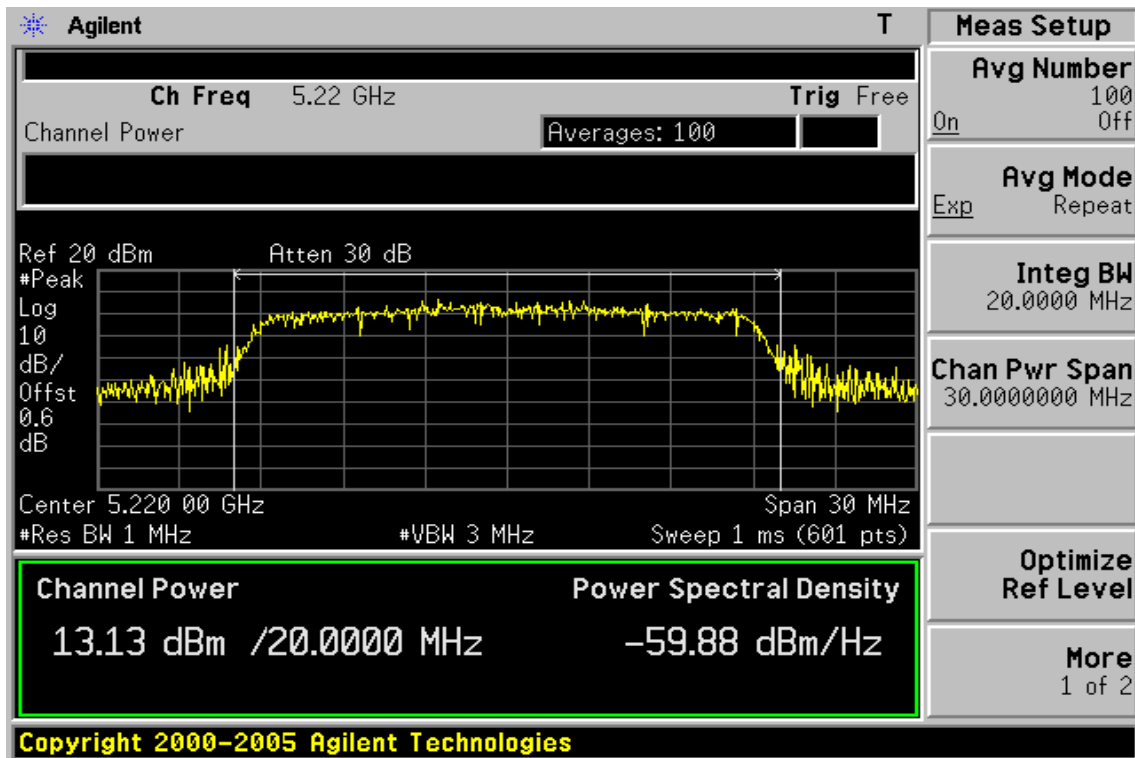 Agilent T
Ch Freq 5.22 GHz Trig Free
Channel Power Averages: 100
Ref 20 dBm Atten 30 dB
#Peak
Log
10
dB/
Offst
0.6
dB
Center 5.220 00 GHz Span 30 MHz
#Res BW 1 MHz #VBW 3 MHz Sweep 1 ms (601 pts)
Channel Power Power Spectral Density
13.13 dBm /20.0000 MHz -59.88 dBm/Hz
Copyright 2000-2005 Agilent Technologies
Meas Setup
Avg Number
100
On Off
Avg Mode
Exp Repeat
Integ BW
20.0000 MHz
Chan Pwr Span
30.0000000 MHz
Optimize
Ref Level
More
1 of 2